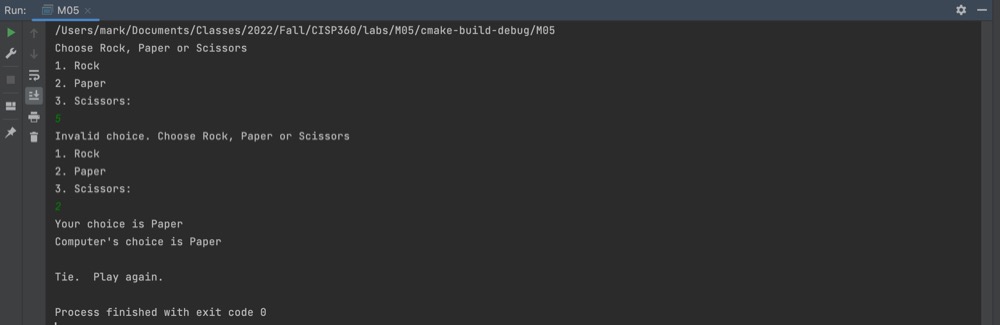 Run: M05
/Users/mark/Documents/Classes/2022/Fall/CISP360/labs/M05/cmake-build-debug/M05
Choose Rock, Paper or Scissors
1. Rock
2. Paper
3. Scissors:
5
Invalid choice. Choose Rock, Paper or Scissors
1. Rock
2. Paper
3. Scissors:
2
Your choice is Paper
Computer's choice is Paper
Tie.  Play again.
Process finished with exit code 0